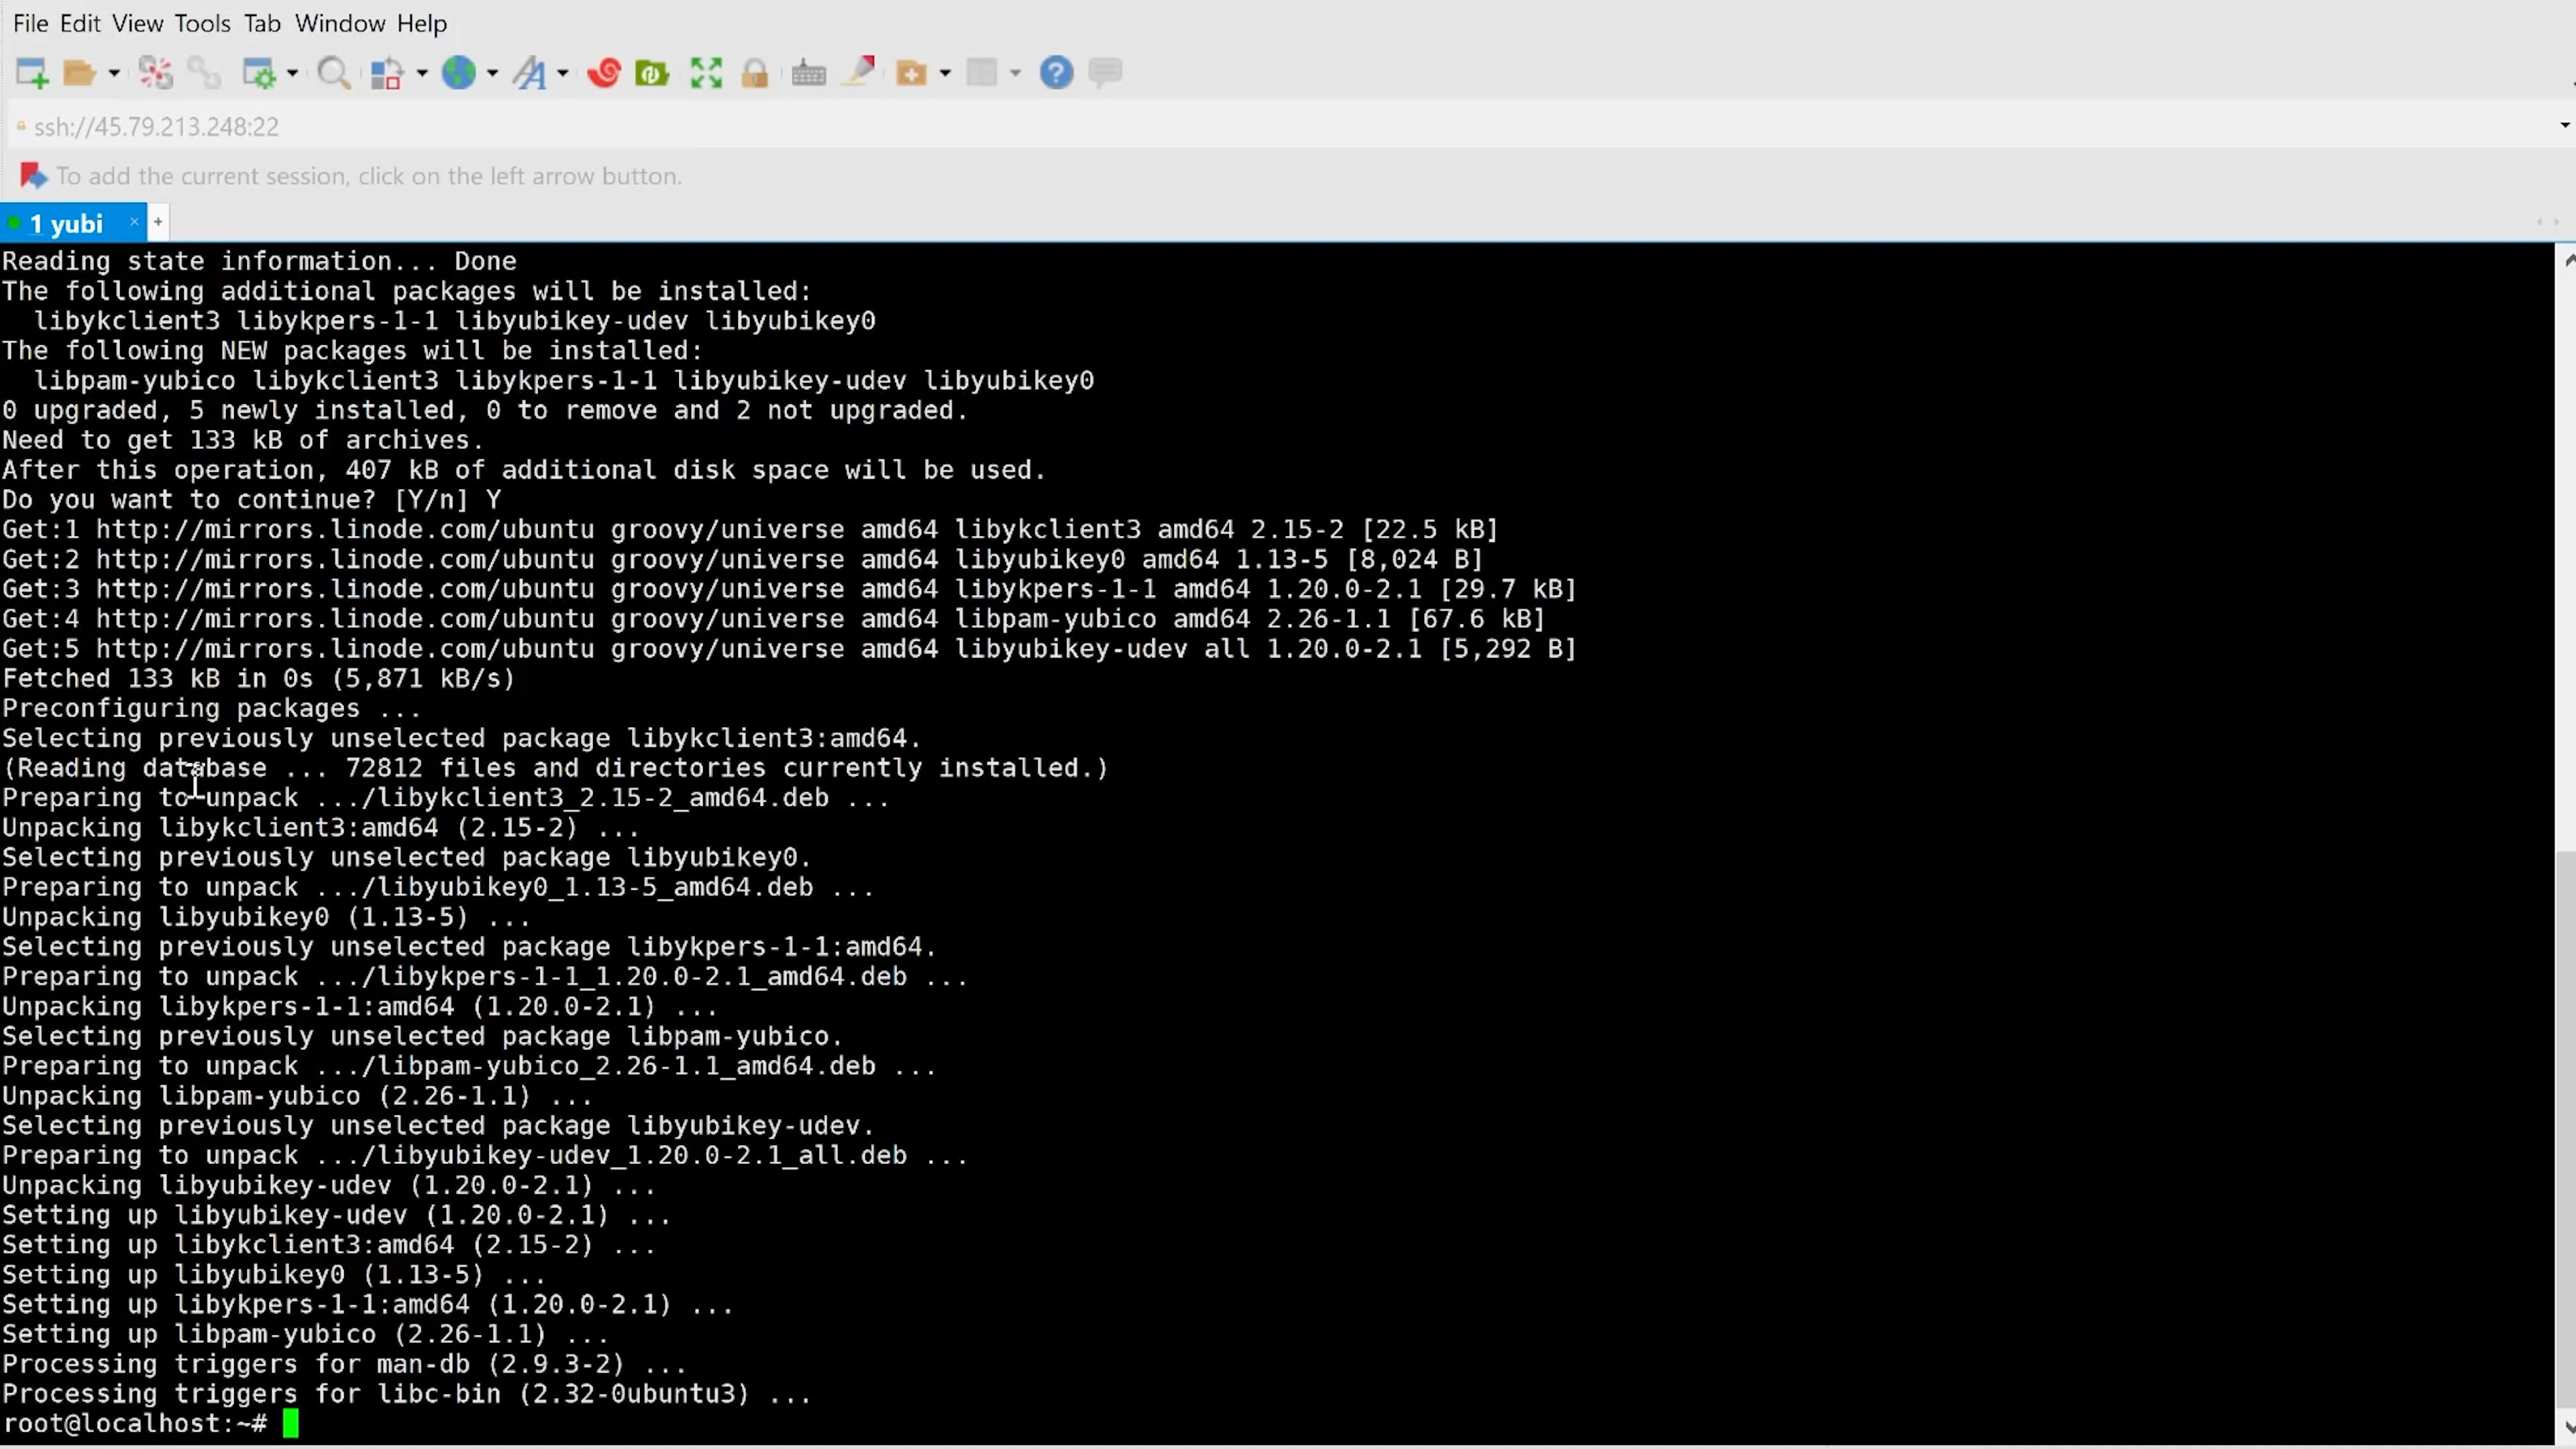 File Edit View Tools Tab Window Help
ssh://45.79.213.248:22
To add the current session, click on the left arrow button.
1 yubi × +
Reading state information... Done
The following additional packages will be installed:
  libykclient3 libykpers-1-1 libyubikey-udev libyubikey0
The following NEW packages will be installed:
  libpam-yubico libykclient3 libykpers-1-1 libyubikey-udev libyubikey0
0 upgraded, 5 newly installed, 0 to remove and 2 not upgraded.
Need to get 133 kB of archives.
After this operation, 407 kB of additional disk space will be used.
Do you want to continue? [Y/n] Y
Get:1 http://mirrors.linode.com/ubuntu groovy/universe amd64 libykclient3 amd64 2.15-2 [22.5 kB]
Get:2 http://mirrors.linode.com/ubuntu groovy/universe amd64 libyubikey0 amd64 1.13-5 [8,024 B]
Get:3 http://mirrors.linode.com/ubuntu groovy/universe amd64 libykpers-1-1 amd64 1.20.0-2.1 [29.7 kB]
Get:4 http://mirrors.linode.com/ubuntu groovy/universe amd64 libpam-yubico amd64 2.26-1.1 [67.6 kB]
Get:5 http://mirrors.linode.com/ubuntu groovy/universe amd64 libyubikey-udev all 1.20.0-2.1 [5,292 B]
Fetched 133 kB in 0s (5,871 kB/s)
Preconfiguring packages ...
Selecting previously unselected package libykclient3:amd64.
(Reading database ... 72812 files and directories currently installed.)
Preparing to unpack .../libykclient3_2.15-2_amd64.deb ...
Unpacking libykclient3:amd64 (2.15-2) ...
Selecting previously unselected package libyubikey0.
Preparing to unpack .../libyubikey0_1.13-5_amd64.deb ...
Unpacking libyubikey0 (1.13-5) ...
Selecting previously unselected package libykpers-1-1:amd64.
Preparing to unpack .../libykpers-1-1_1.20.0-2.1_amd64.deb ...
Unpacking libykpers-1-1:amd64 (1.20.0-2.1) ...
Selecting previously unselected package libpam-yubico.
Preparing to unpack .../libpam-yubico_2.26-1.1_amd64.deb ...
Unpacking libpam-yubico (2.26-1.1) ...
Selecting previously unselected package libyubikey-udev.
Preparing to unpack .../libyubikey-udev_1.20.0-2.1_all.deb ...
Unpacking libyubikey-udev (1.20.0-2.1) ...
Setting up libyubikey-udev (1.20.0-2.1) ...
Setting up libykclient3:amd64 (2.15-2) ...
Setting up libyubikey0 (1.13-5) ...
Setting up libykpers-1-1:amd64 (1.20.0-2.1) ...
Setting up libpam-yubico (2.26-1.1) ...
Processing triggers for man-db (2.9.3-2) ...
Processing triggers for libc-bin (2.32-0ubuntu3) ...
root@localhost:~#